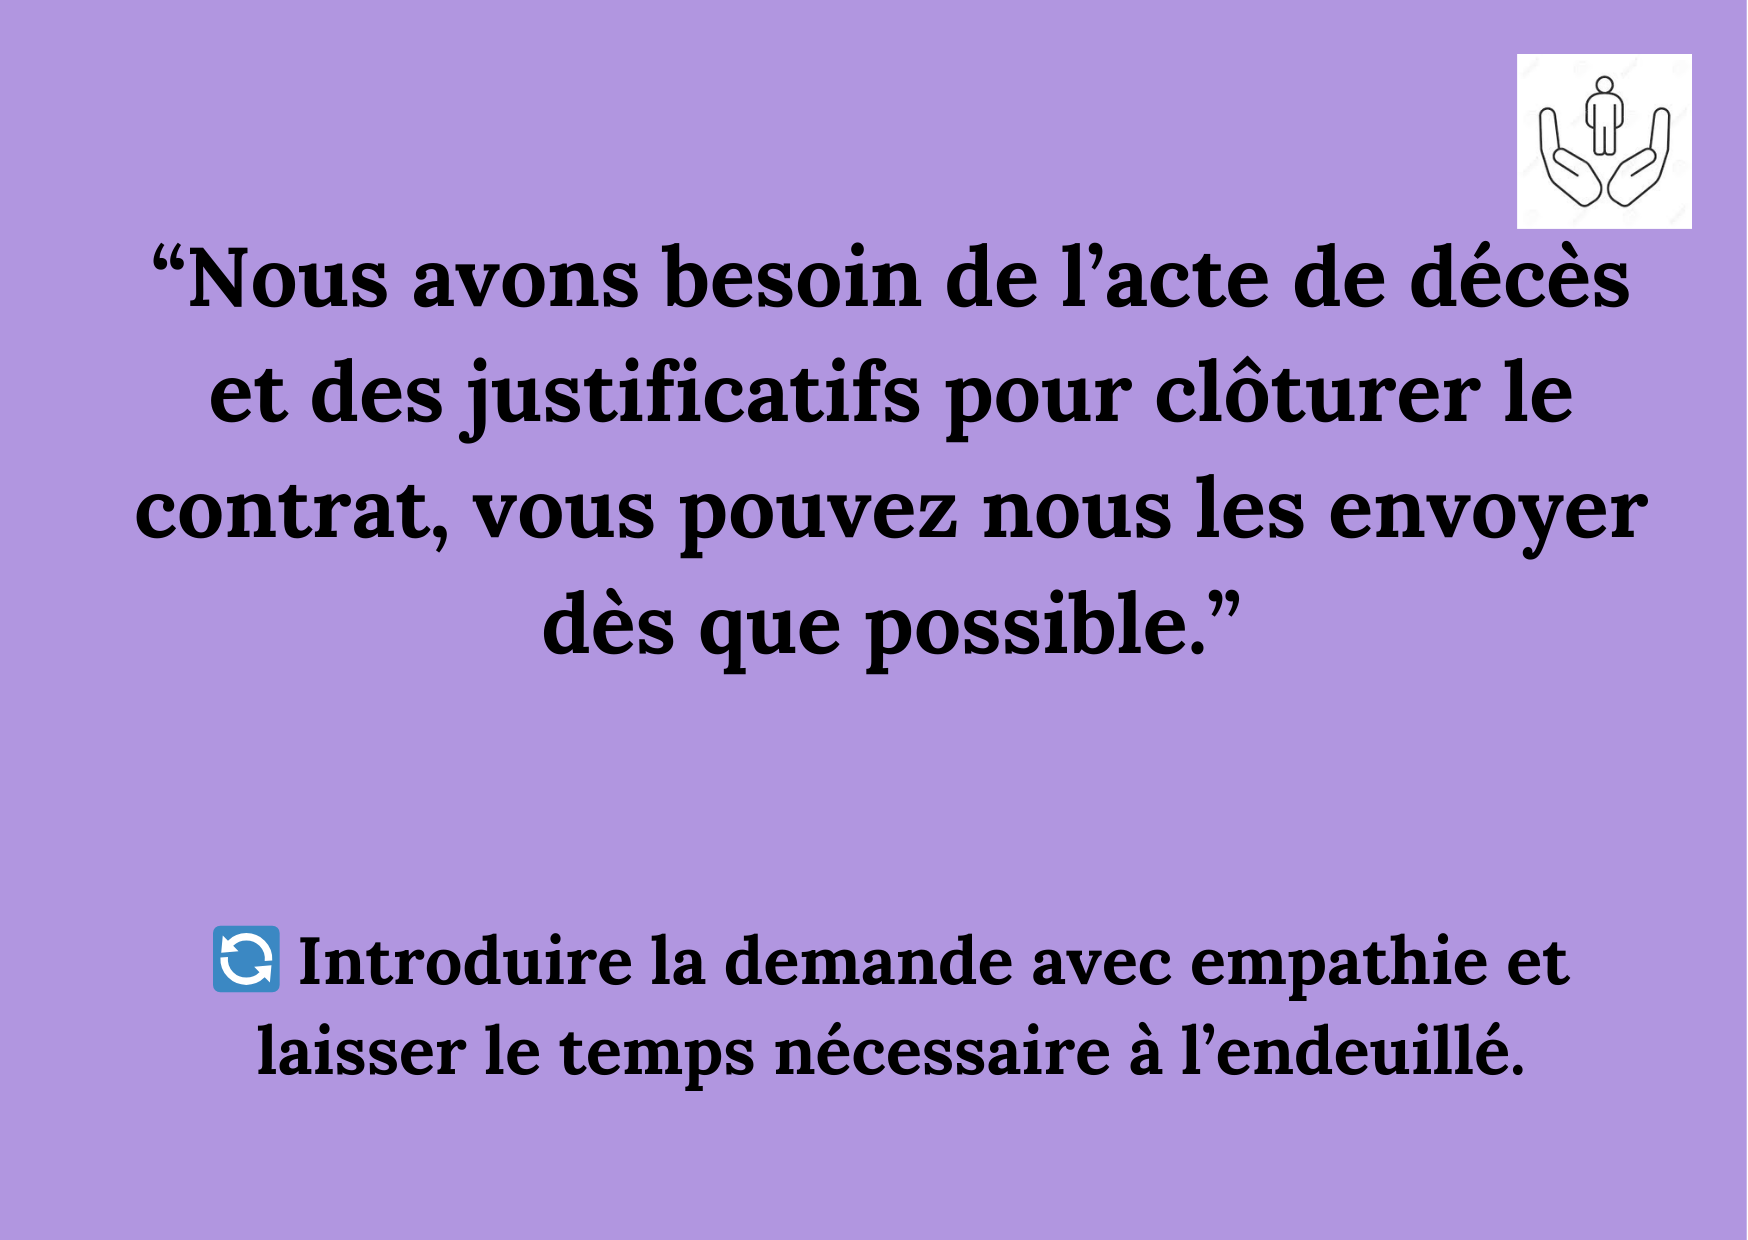 “Nous avons besoin de l’acte de décès
et des justificatifs pour clôturer le
contrat, vous pouvez nous les envoyer
dès que possible.”
🔄 Introduire la demande avec empathie et
laisser le temps nécessaire à l’endeuillé.